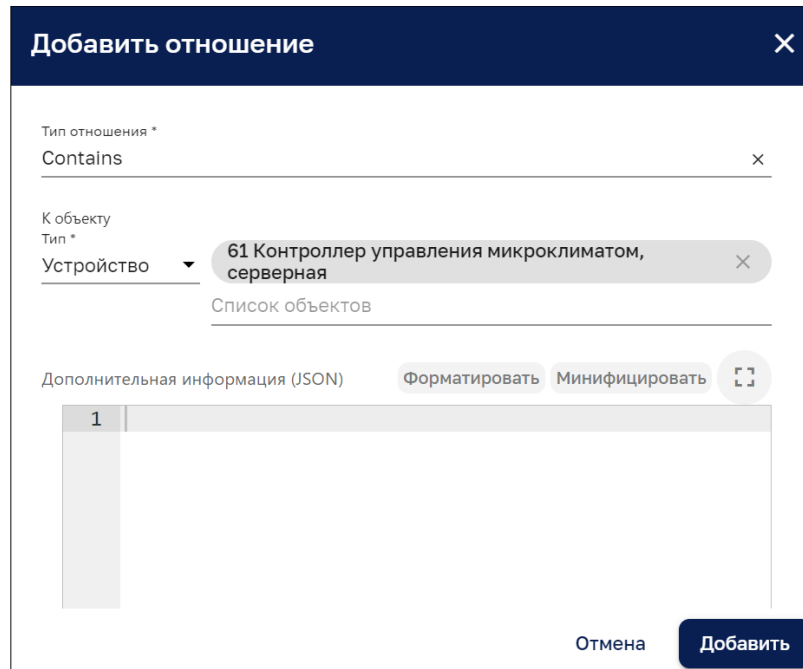 Добавить отношение
Тип отношения *
Contains
К объекту
Тип *
Устройство
61 Контроллер управления микроклиматом,
серверная
Список объектов
Дополнительная информация (JSON) Форматировать Минифицировать
1
Отмена Добавить